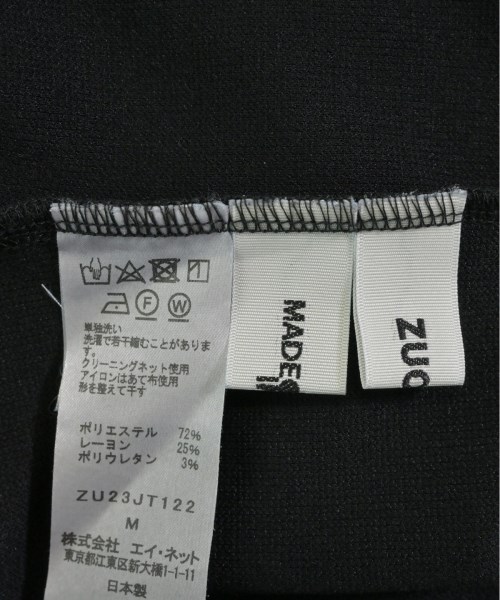 F W
単独洗い
洗濯で若干縮むことがありま
す。
クリーニングネット使用
アイロンはあて布使用
形を整えて干す
ポリエステル 72%
レーヨン 25%
ポリウレタン 3%
ZU23JT122
M
株式会社 エイ・ネット
東京都江東区新大橋1-1-11
日本製
MADE
ZUC